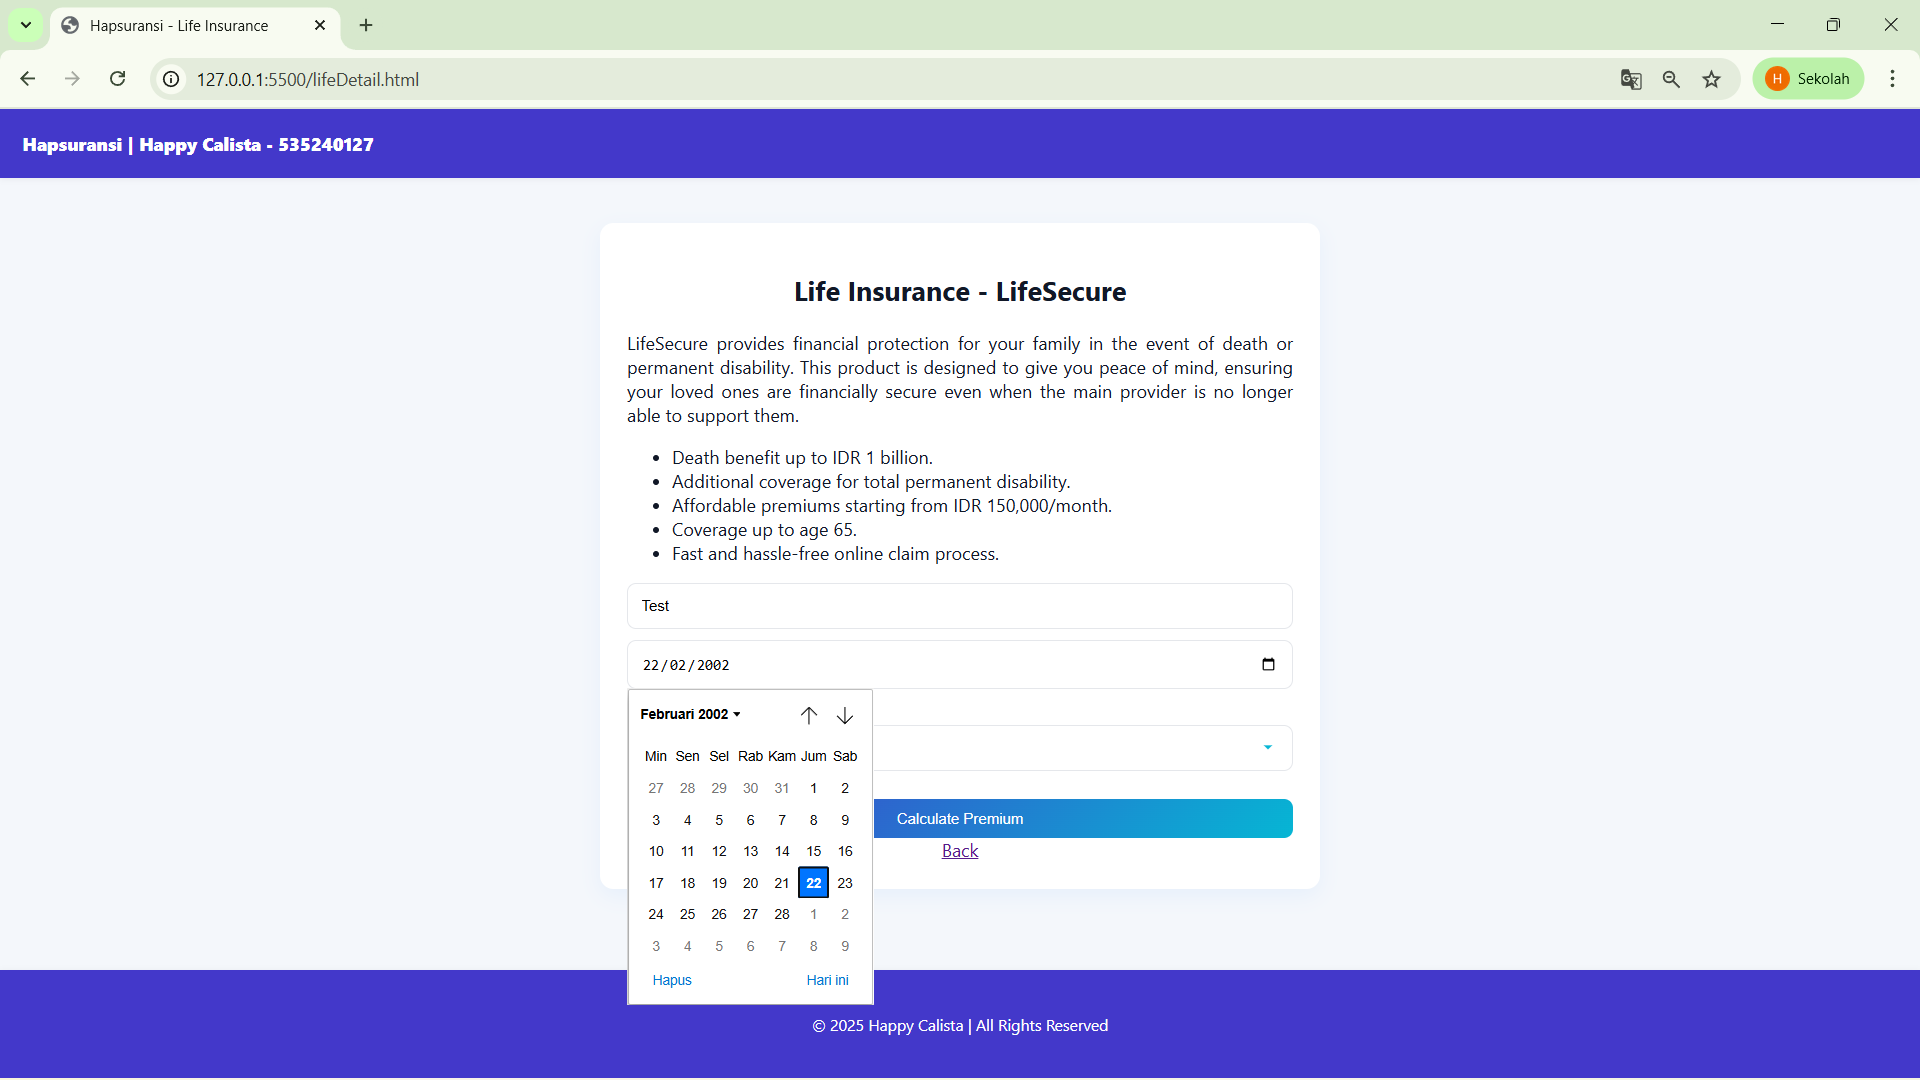 Hapsuransi - Life Insurance
127.0.0.1:5500/lifeDetail.html
H Sekolah
Hapsuransi | Happy Calista - 535240127
Life Insurance - LifeSecure
LifeSecure provides financial protection for your family in the event of death or
permanent disability. This product is designed to give you peace of mind, ensuring
your loved ones are financially secure even when the main provider is no longer
able to support them.
• Death benefit up to IDR 1 billion.
• Additional coverage for total permanent disability.
• Affordable premiums starting from IDR 150,000/month.
• Coverage up to age 65.
• Fast and hassle-free online claim process.
Test
22/02/2002
Februari 2002
Min Sen Sel Rab Kam Jum Sab
27 28 29 30 31 1 2
3 4 5 6 7 8 9
10 11 12 13 14 15 16
17 18 19 20 21 22 23
24 25 26 27 28 1 2
3 4 5 6 7 8 9
Hapus Hari ini
Calculate Premium
Back
© 2025 Happy Calista | All Rights Reserved